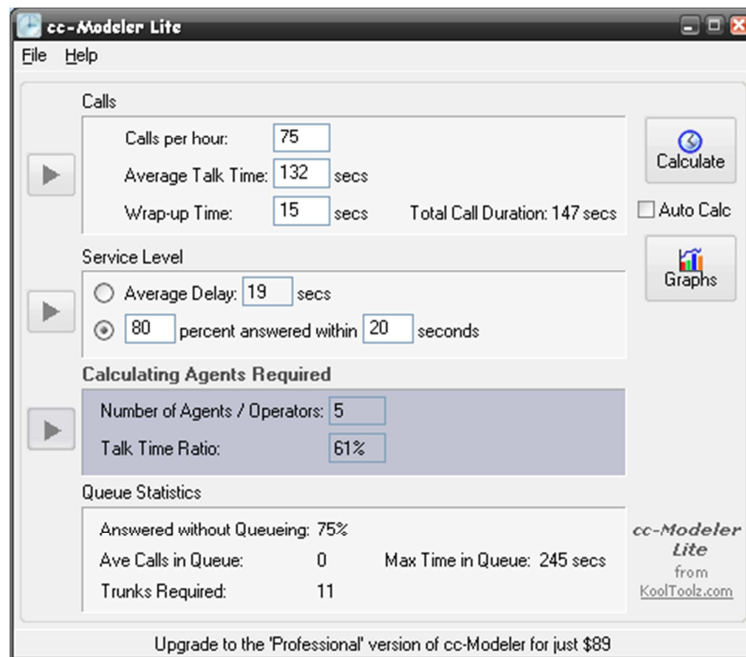 cc-Modeler Lite
File Help
Calls
Calls per hour: 75
Average Talk Time: 132 secs
Wrap-up Time: 15 secs Total Call Duration: 147 secs
Calculate
Auto Calc
Graphs
Service Level
Average Delay: 19 secs
80 percent answered within 20 seconds
Calculating Agents Required
Number of Agents / Operators: 5
Talk Time Ratio: 61%
Queue Statistics
Answered without Queueing: 75%
Ave Calls in Queue: 0 Max Time in Queue: 245 secs
Trunks Required: 11
cc-Modeler
Lite
from
KoolToolz.com
Upgrade to the 'Professional' version of cc-Modeler for just $89